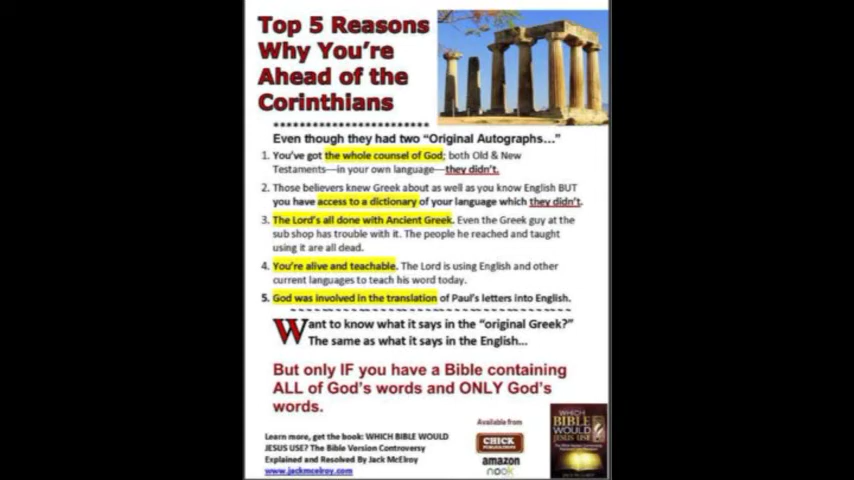 Top 5 Reasons
Why You're
Ahead of the
Corinthians
************************
Even though they had two "Original Autographs..."
1. You've got the whole counsel of God; both Old & New
Testaments—in your own language—they didn't.
2. Those believers knew Greek about as well as you know English BUT
you have access to a dictionary of your language which they didn't.
3. The Lord's all done with Ancient Greek. Even the Greek guy at the
sub shop has trouble with it. The people he reached and taught
using it are all dead.
4. You're alive and teachable. The Lord is using English and other
current languages to teach his word today.
5. God was involved in the translation of Paul's letters into English.
Want to know what it says in the "original Greek?"
The same as what it says in the English...
But only IF you have a Bible containing
ALL of God's words and ONLY God's
words.
Learn more, get the book: WHICH BIBLE WOULD
JESUS USE? The Bible Version Controversy
Explained and Resolved By Jack McElroy
www.jackmcelroy.com
Available from
CHICK
PUBLICATIONS
amazon
nook
WHICH
BIBLE
WOULD
JESUS USE?